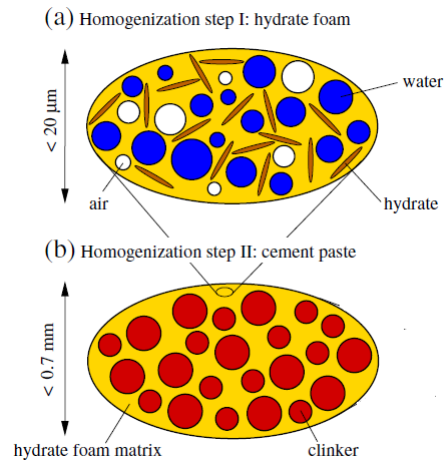 (a) Homogenization step I: hydrate foam
water
< 20 μm
air
hydrate
(b) Homogenization step II: cement paste
< 0.7 mm
hydrate foam matrix
clinker